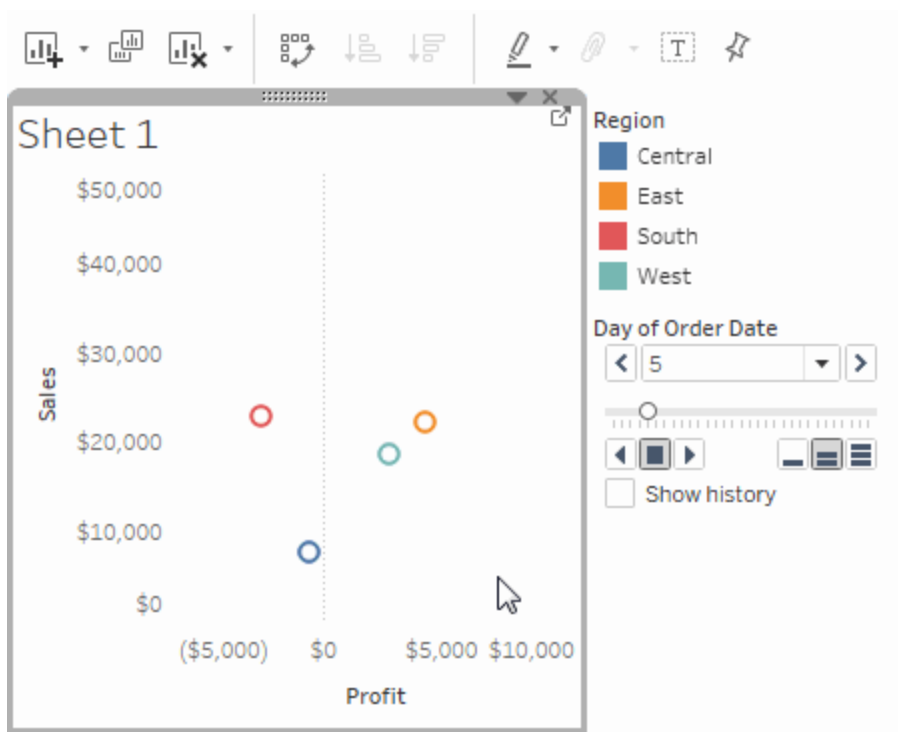 T
Sheet 1
Region
Central
East
South
West
Day of Order Date
5
Show history
Sales
$50,000
$40,000
$30,000
$20,000
$10,000
$0
($5,000) $0 $5,000 $10,000
Profit